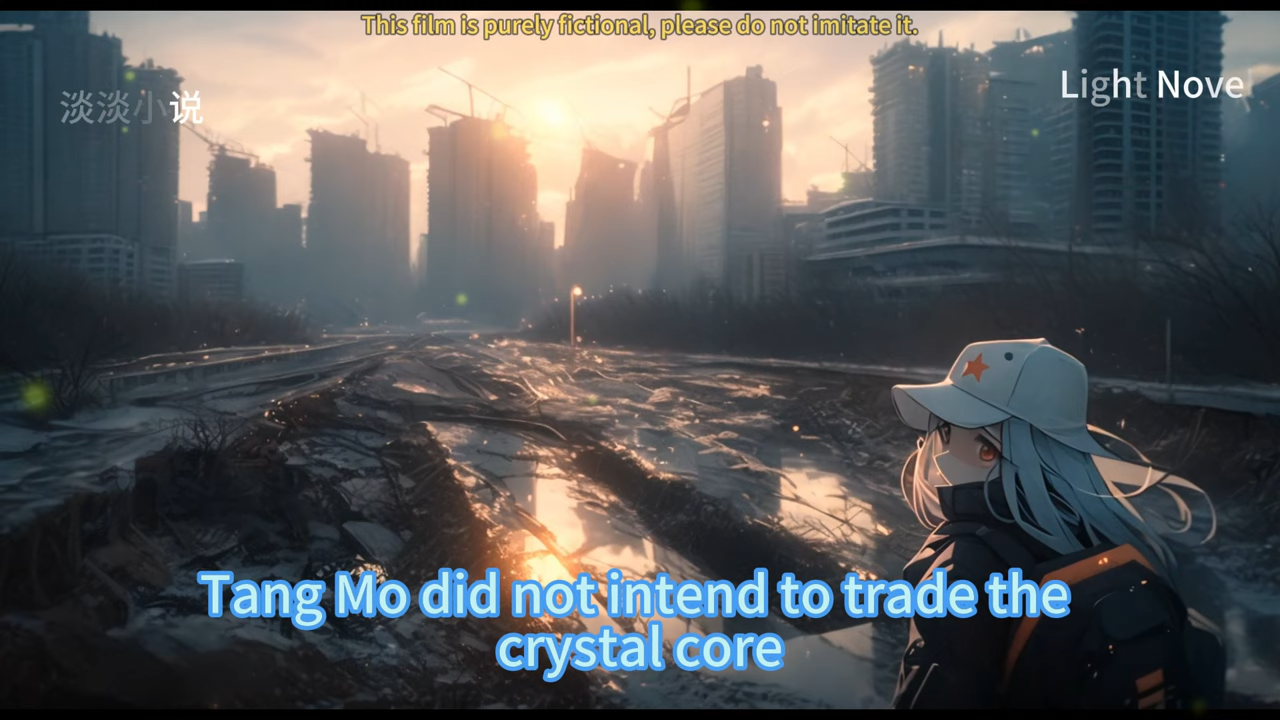 This film is purely fictional, please do not imitate it.
淡淡小说
Light Nove
Tang Mo did not intend to trade the
crystal core